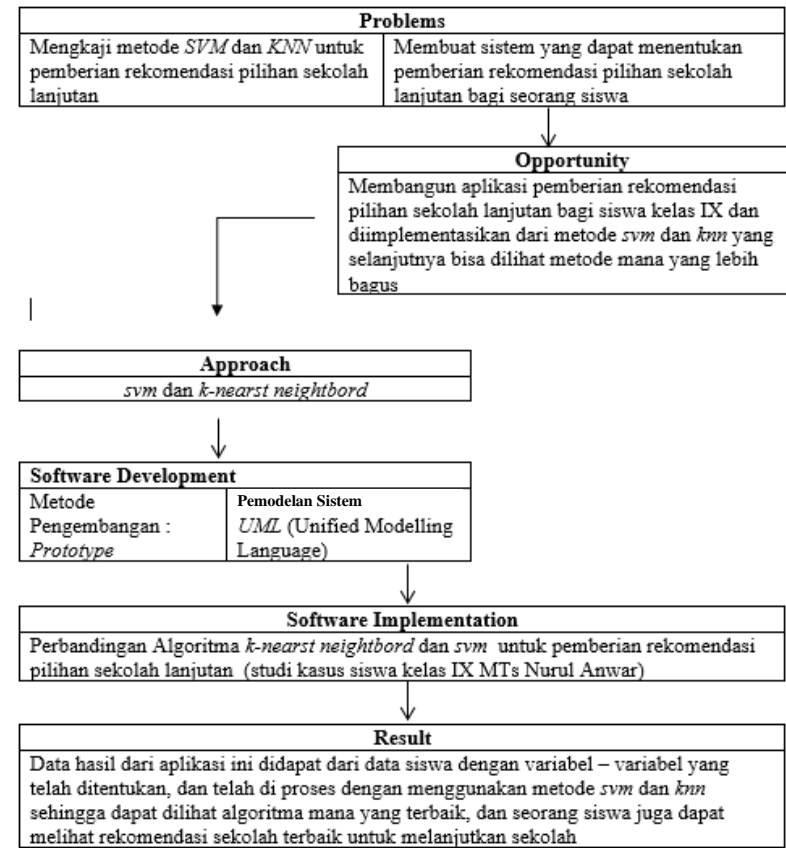 Problems
Mengkaji metode SVM dan KNN untuk
pemberian rekomendasi pilihan sekolah
lanjutan
Membuat sistem yang dapat menentukan
pemberian rekomendasi pilihan sekolah
lanjutan bagi seorang siswa
Opportunity
Membangun aplikasi pemberian rekomendasi
pilihan sekolah lanjutan bagi siswa kelas IX dan
diimplementasikan dari metode svm dan knn yang
selanjutnya bisa dilihat metode mana yang lebih
bagus
Approach
svm dan k-nearst neightbord
Software Development
Metode
Pengembangan :
Prototype
Pemodelan Sistem
UML (Unified Modelling
Language)
Software Implementation
Perbandingan Algoritma k-nearst neightbord dan svm untuk pemberian rekomendasi
pilihan sekolah lanjutan (studi kasus siswa kelas IX MTs Nurul Anwar)
Result
Data hasil dari aplikasi ini didapat dari data siswa dengan variabel – variabel yang
telah ditentukan, dan telah di proses dengan menggunakan metode svm dan knn
sehingga dapat dilihat algoritma mana yang terbaik, dan seorang siswa juga dapat
melihat rekomendasi sekolah terbaik untuk melanjutkan sekolah